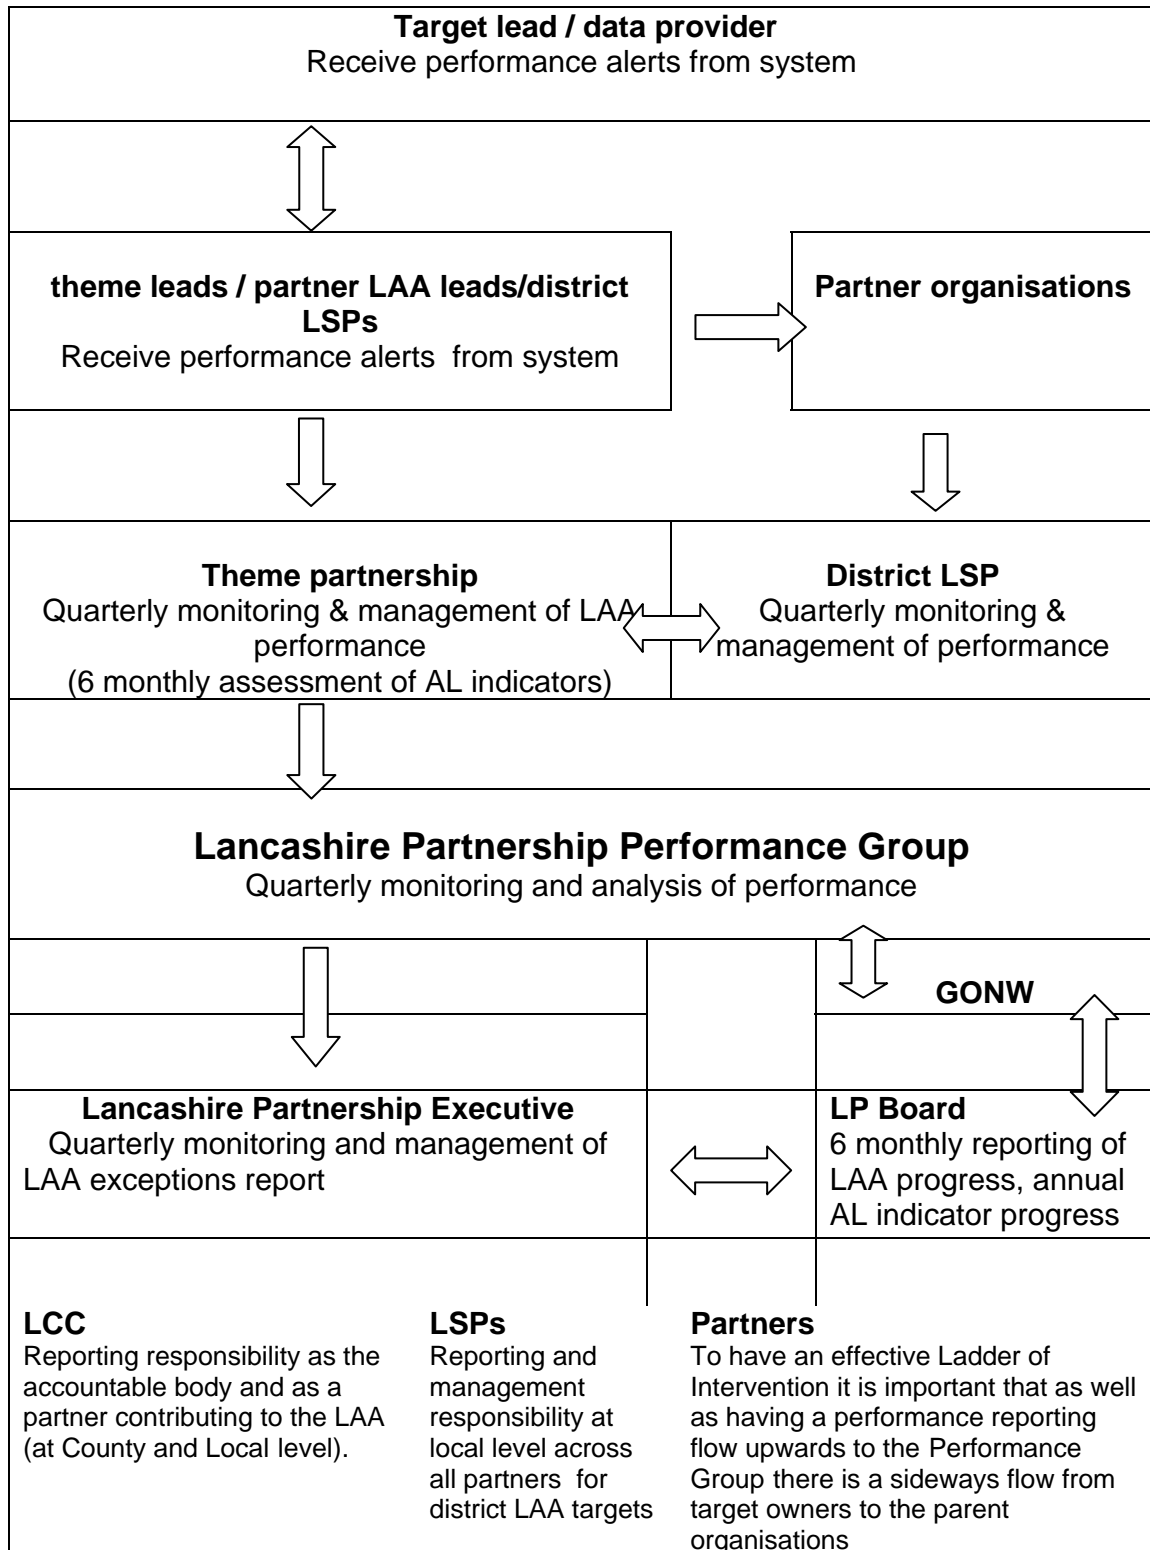 Target lead / data provider
Receive performance alerts from system
theme leads / partner LAA leads/district
LSPs
Receive performance alerts from system
Partner organisations
Theme partnership
Quarterly monitoring & management of LAA
performance
(6 monthly assessment of AL indicators)
District LSP
Quarterly monitoring &
management of performance
Lancashire Partnership Performance Group
Quarterly monitoring and analysis of performance
GONW
Lancashire Partnership Executive
Quarterly monitoring and management of
LAA exceptions report
LP Board
6 monthly reporting of
LAA progress, annual
AL indicator progress
LCC
Reporting responsibility as the
accountable body and as a
partner contributing to the LAA
(at County and Local level).
LSPs
Reporting and
management
responsibility at
local level across
all partners for
district LAA targets
Partners
To have an effective Ladder of
Intervention it is important that as well
as having a performance reporting
flow upwards to the Performance
Group there is a sideways flow from
target owners to the parent
organisations